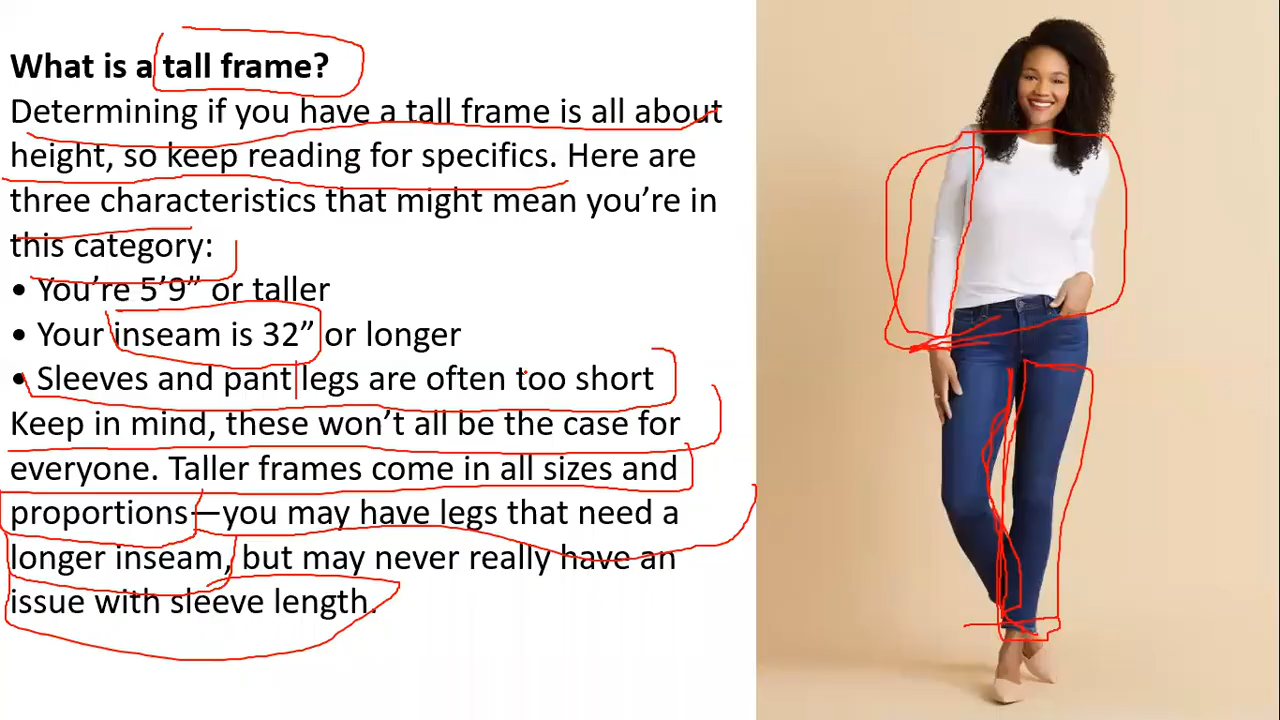 What is a tall frame?
Determining if you have a tall frame is all about
height, so keep reading for specifics. Here are
three characteristics that might mean you’re in
this category:
• You’re 5’9” or taller
• Your inseam is 32” or longer
• Sleeves and pant legs are often too short
Keep in mind, these won’t all be the case for
everyone. Taller frames come in all sizes and
proportions—you may have legs that need a
longer inseam, but may never really have an
issue with sleeve length.